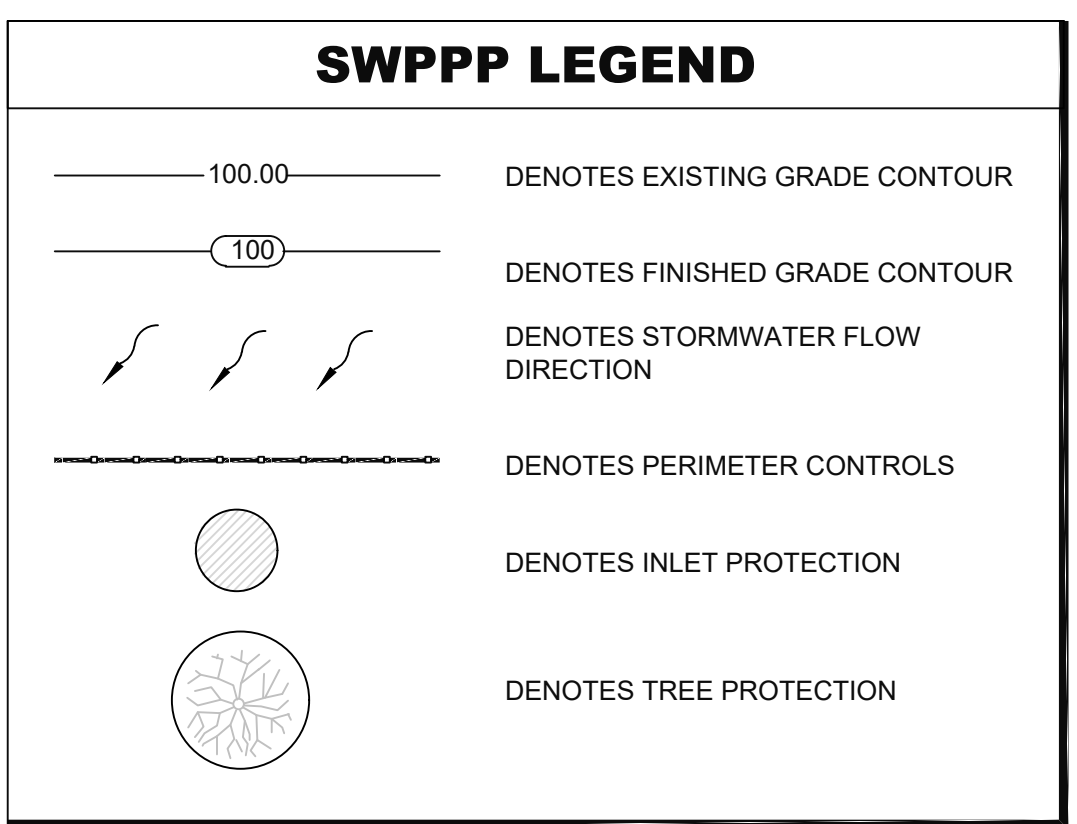 SWPPP LEGEND
100.00 DENOTES EXISTING GRADE CONTOUR
100
DENOTES FINISHED GRADE CONTOUR
DENOTES STORMWATER FLOW
DIRECTION
DENOTES PERIMETER CONTROLS
DENOTES INLET PROTECTION
DENOTES TREE PROTECTION